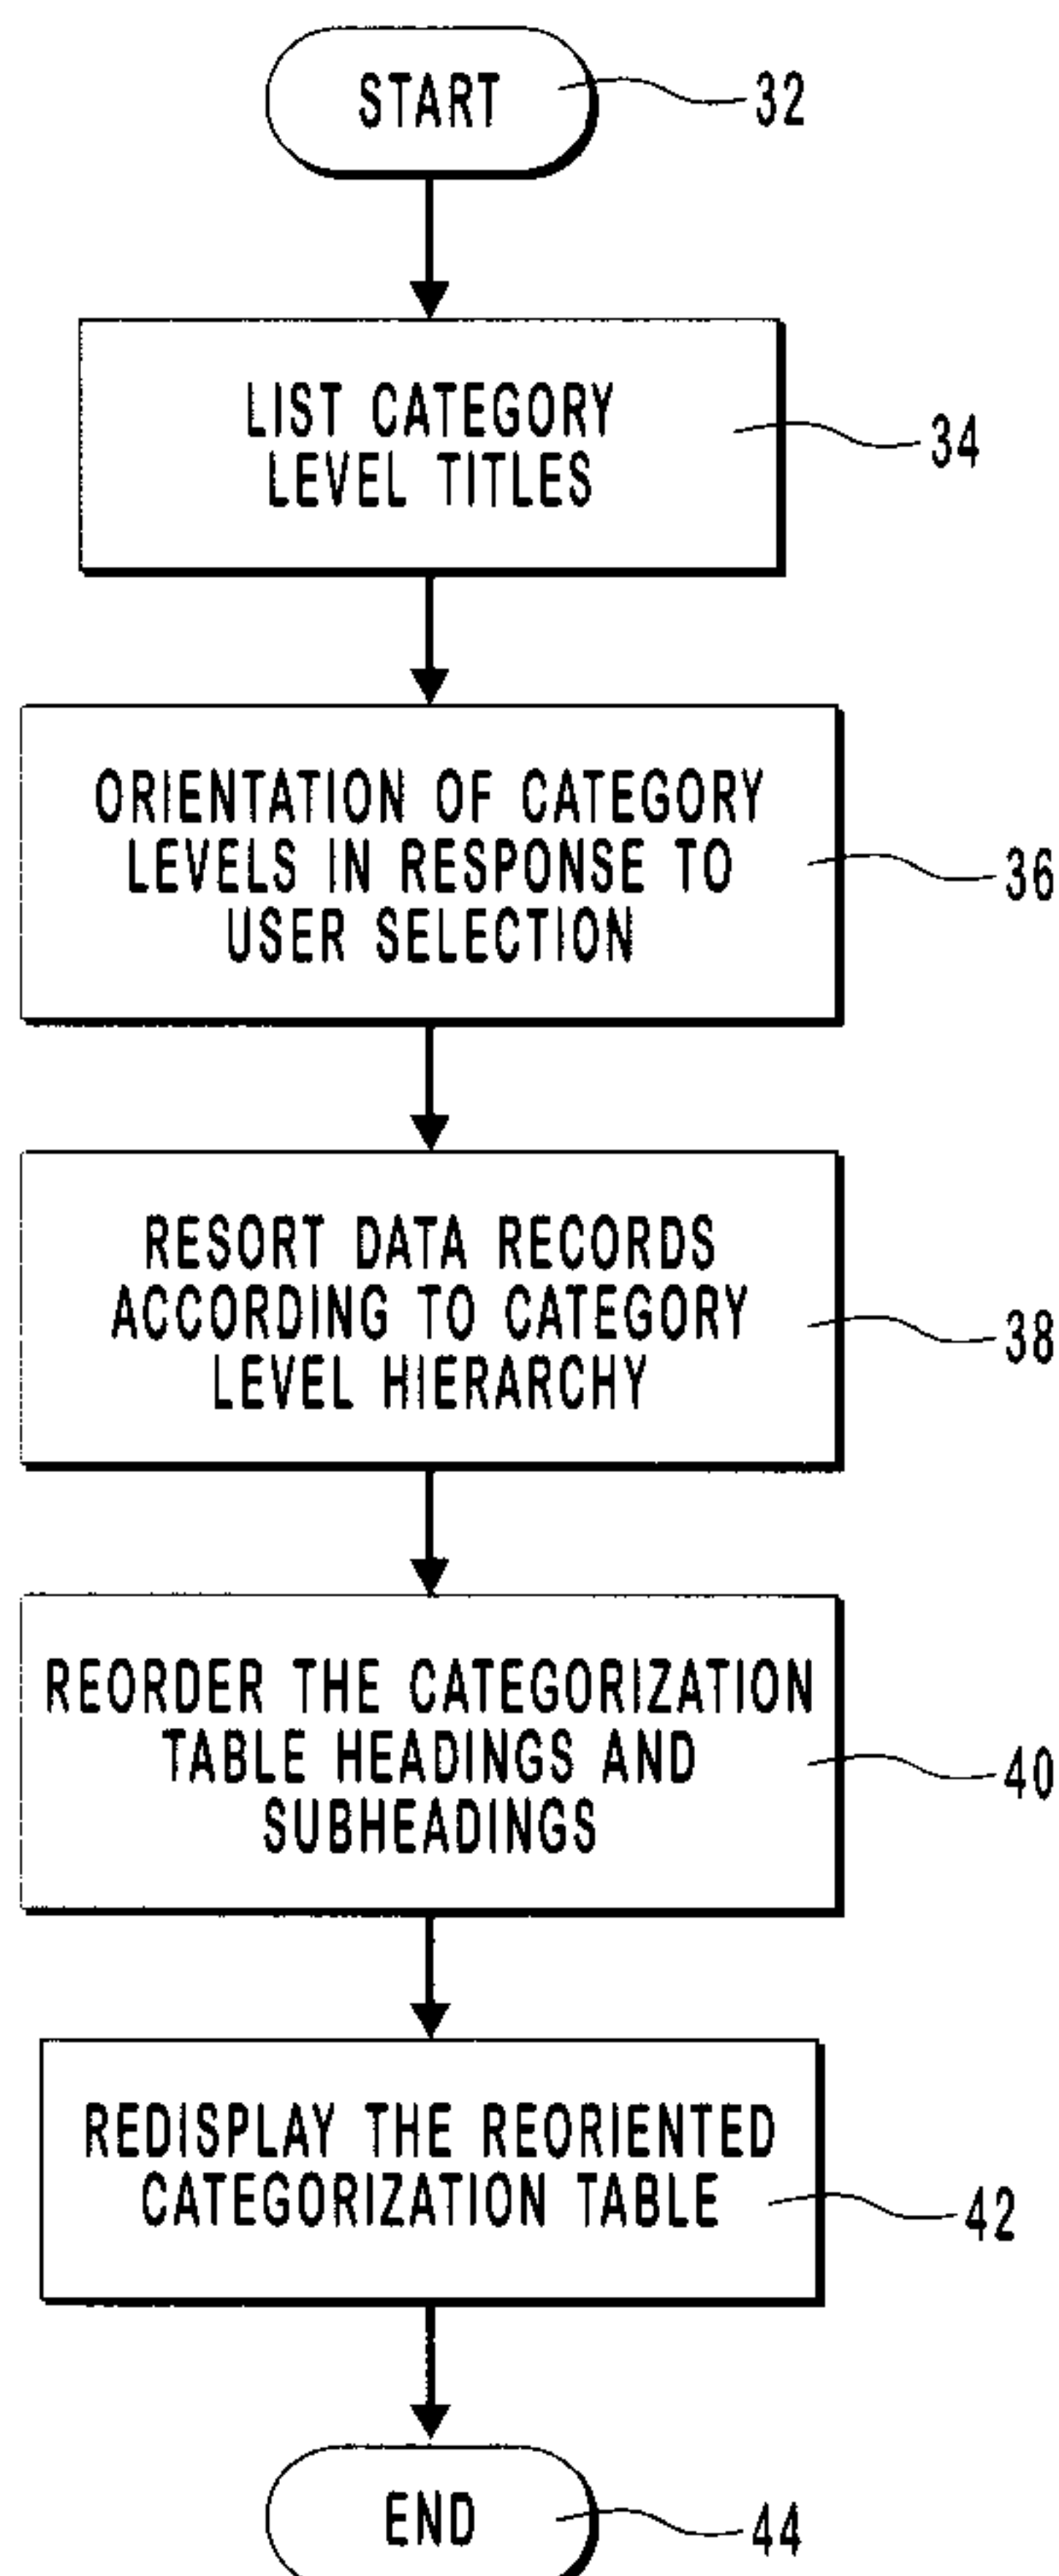 START
32
LIST CATEGORY
LEVEL TITLES
34
ORIENTATION OF CATEGORY
LEVELS IN RESPONSE TO
USER SELECTION
36
RESORT DATA RECORDS
ACCORDING TO CATEGORY
LEVEL HIERARCHY
38
REORDER THE CATEGORIZATION
TABLE HEADINGS AND
SUBHEADINGS
40
REDISPLAY THE REORIENTED
CATEGORIZATION TABLE
42
END
44